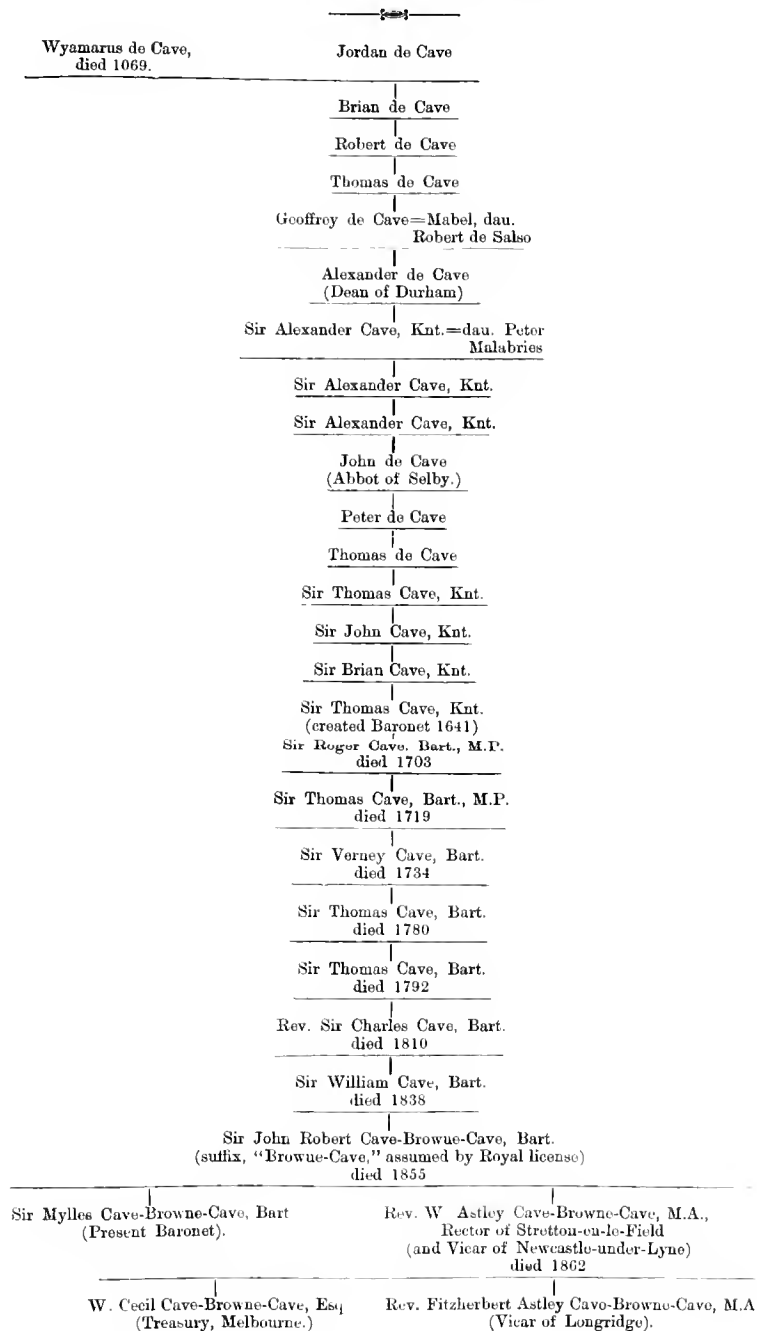 Wyamarus de Cave,
died 1069.
Jordan de Cave
Brian de Cave
Robert de Cave
Thomas de Cave
Geoffrey de Cave=Mabel, dau.
Robert de Salso
Alexander de Cave
(Dean of Durham)
Sir Alexander Cave, Knt.=dau. Peter
Malabries
Sir Alexander Cave, Knt.
Sir Alexander Cave, Knt.
John de Cave
(Abbot of Selby.)
Peter de Cave
Thomas de Cave
Sir Thomas Cave, Knt.
Sir John Cave, Knt.
Sir Brian Cave, Knt.
Sir Thomas Cave, Knt.
(created Baronet 1641)
Sir Roger Cave. Bart., M.P.
died 1703
Sir Thomas Cave, Bart., M.P.
died 1719
Sir Verney Cave, Bart.
died 1734
Sir Thomas Cave, Bart.
died 1780
Sir Thomas Cave, Bart.
died 1792
Rev. Sir Charles Cave, Bart.
died 1810
Sir William Cave, Bart.
died 1838
Sir John Robert Cave-Browne-Cave, Bart.
(suffix, "Browne-Cave," assumed by Royal license)
died 1855
Sir Mylles Cave-Browne-Cave, Bart
(Present Baronet).
Rev. W Astley Cave-Browne-Cave, M.A.,
Rector of Stretton-en-le-Field
(and Vicar of Newcastle-under-Lyne)
died 1862
W. Cecil Cave-Browne-Cave, Esq
(Treasury, Melbourne.)
Rev. Fitzherbert Astley Cave-Browne-Cave, M.A
(Vicar of Longridge).